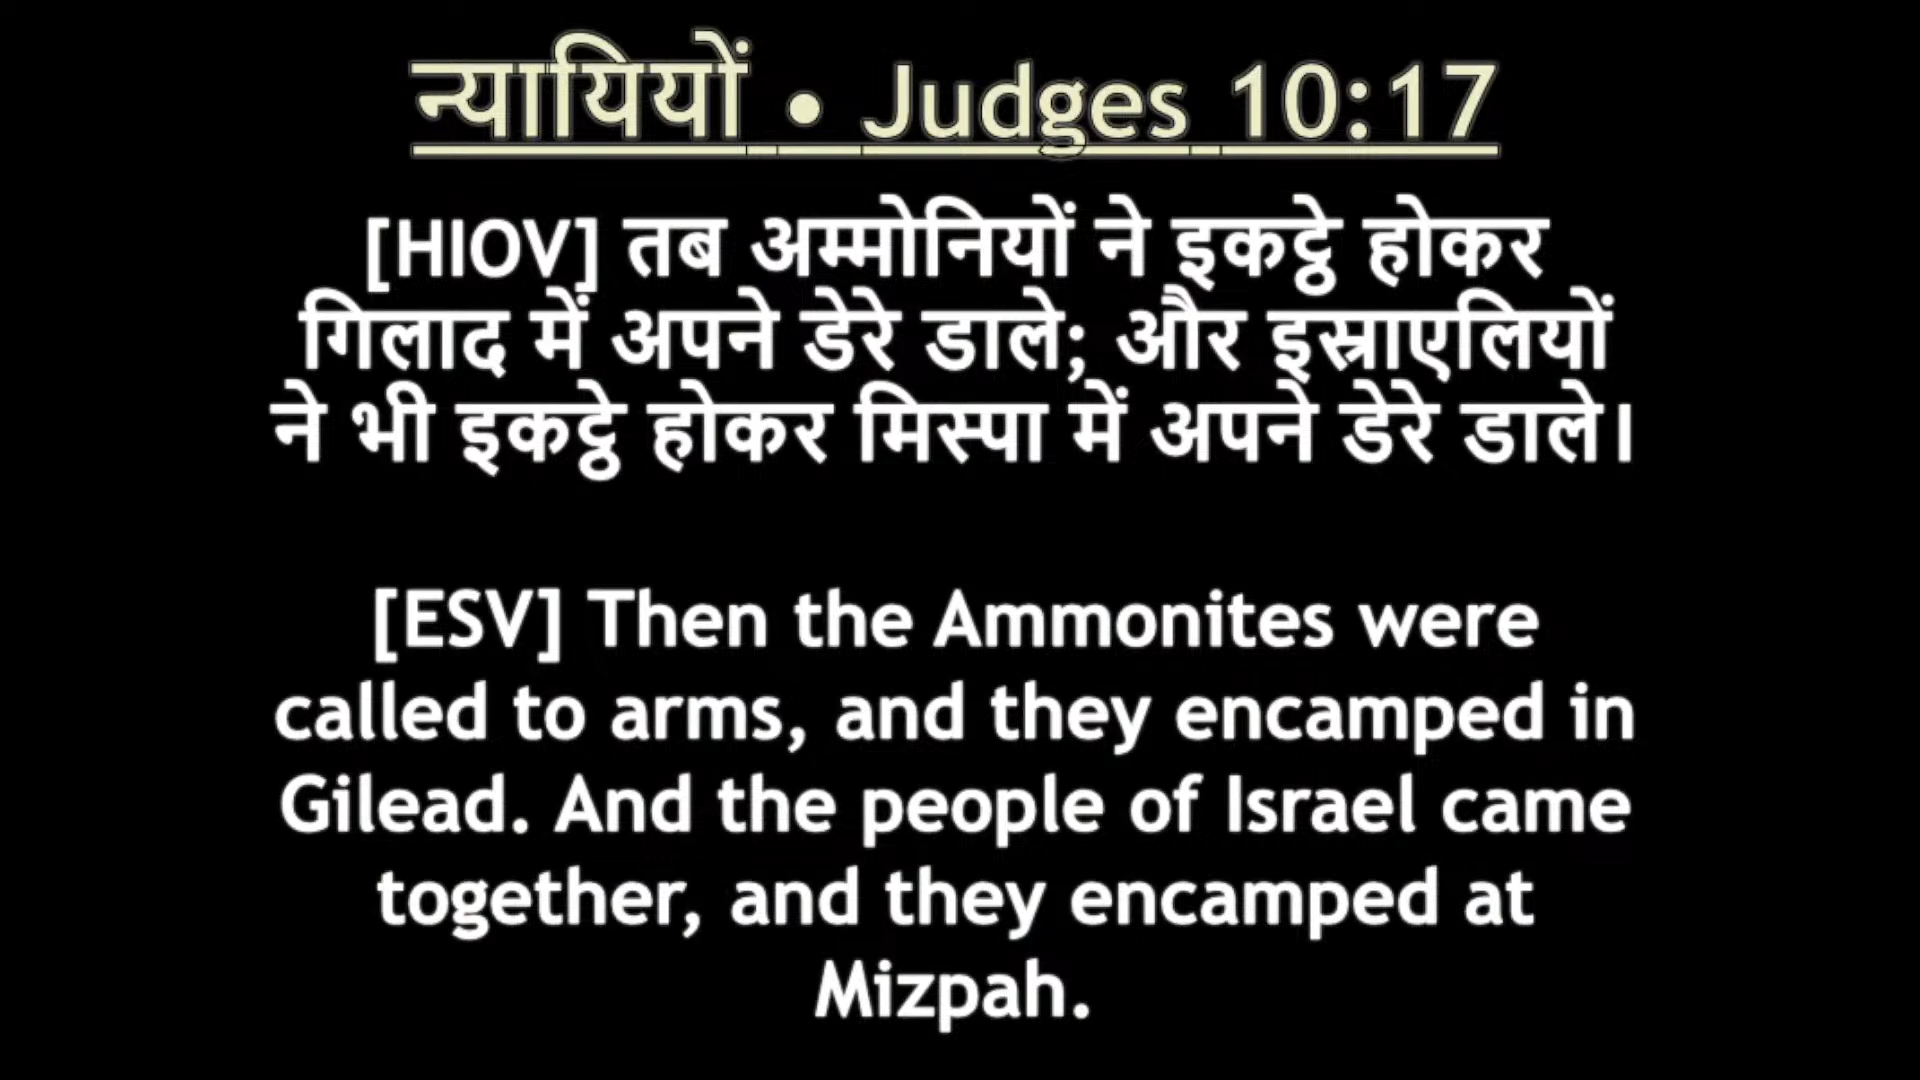 न्यायियों • Judges 10:17
[HIOV] तब अम्मोनियों ने इकट्ठे होकर
गिलाद में अपने डेरे डाले; और इस्राएलियों
ने भी इकट्ठे होकर मिस्पा में अपने डेरे डाले।
[ESV] Then the Ammonites were
called to arms, and they encamped in
Gilead. And the people of Israel came
together, and they encamped at
Mizpah.